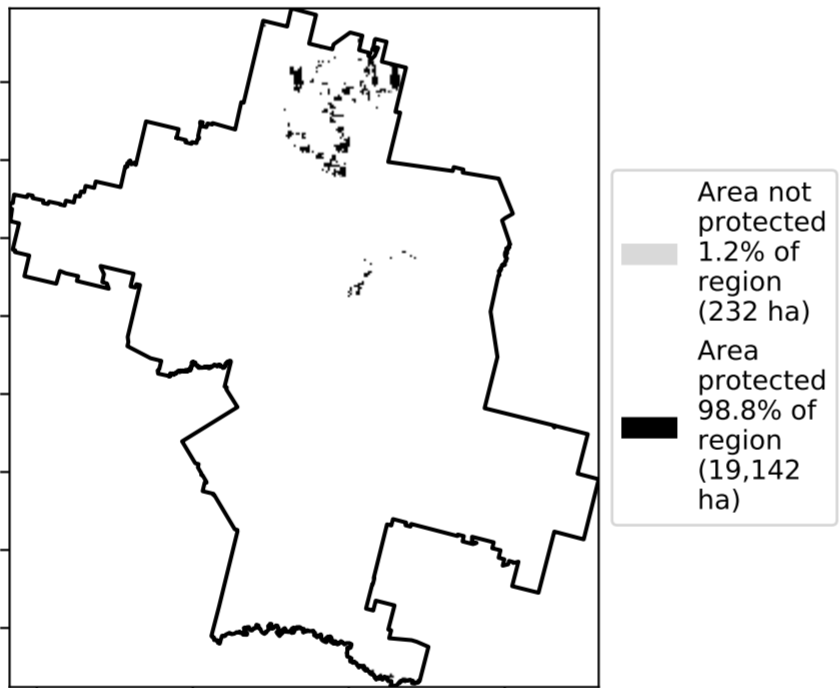 Area not
protected
1.2% of
region
(232 ha)
Area
protected
98.8% of
region
(19,142
ha)